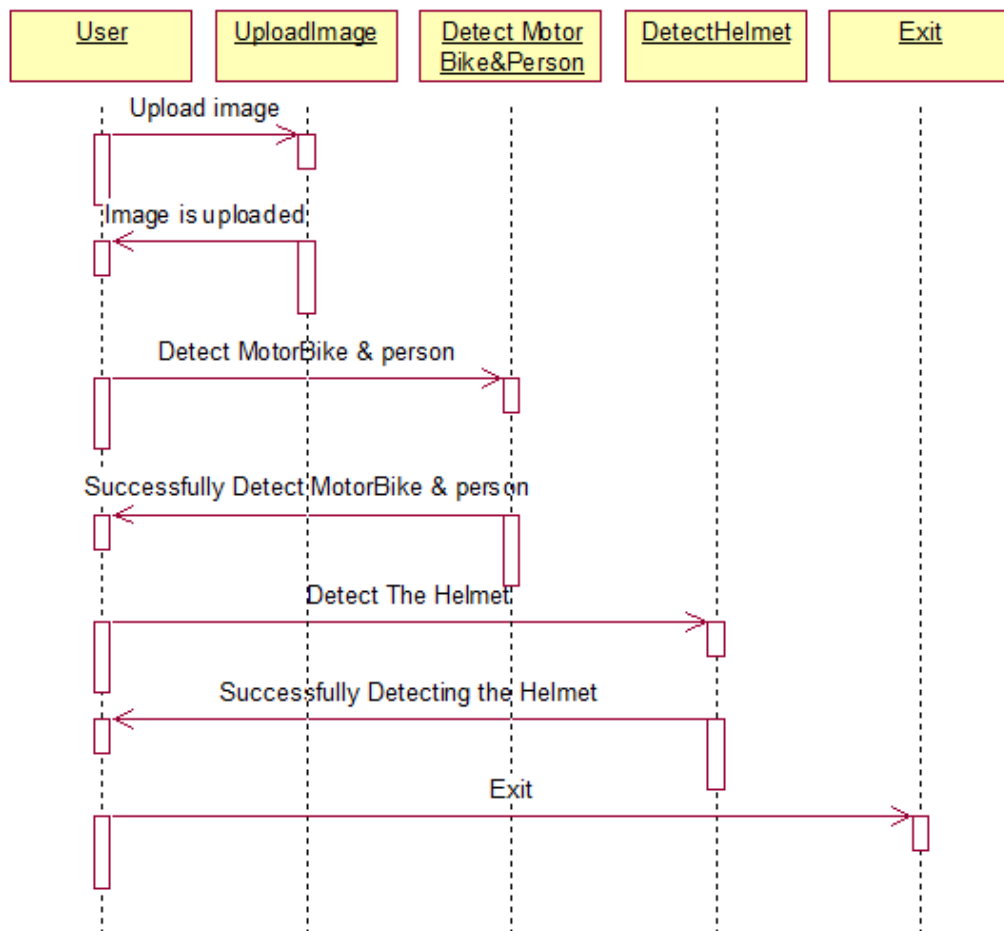 User
UploadImage
Detect Motor
Bike&Person
DetectHelmet
Exit
Upload image
Image is uploaded
Detect MotorBike & person
Successfully Detect MotorBike & person
Detect The Helmet
Successfully Detecting the Helmet
Exit